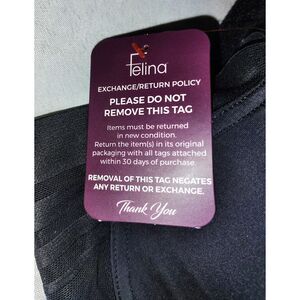 Felina
EXCHANGE/RETURN POLICY
PLEASE DO NOT
REMOVE THIS TAG
Items must be returned
in new condition.
Return the item(s) in its original
packaging with all tags attached
within 30 days of purchase.
REMOVAL OF THIS TAG NEGATES
ANY RETURN OR EXCHANGE.
Thank You